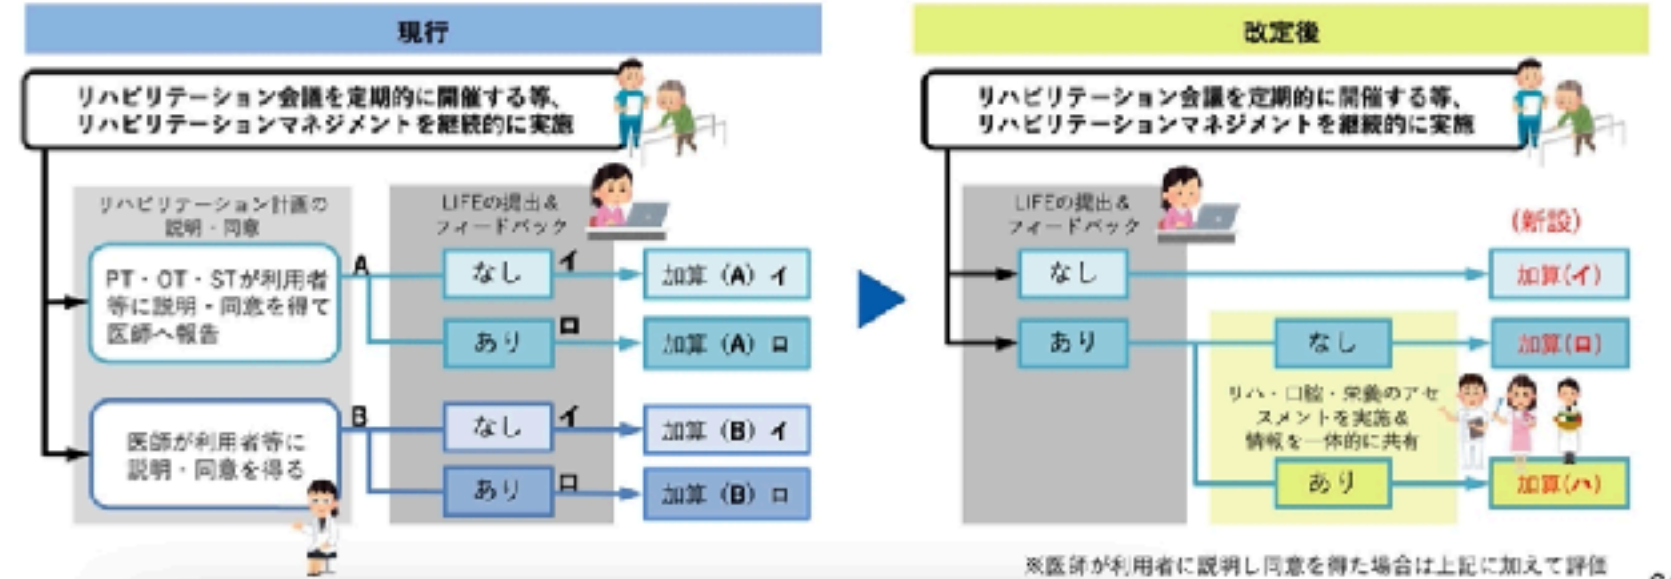 現行
リハビリテーション会議を定期的に開催する等、
リハビリテーションマネジメントを継続的に実施
リハビリテーション計画の
説明・同意
PT・OT・STが利用者
等に説明・同意を得て
医師へ報告
医師が利用者等に
説明・同意を得る
A
B
LIFEの提出&
フィードバック
なし
イ
加算（A）イ
あり
ロ
加算（A）ロ
なし
イ
加算（B）イ
あり
ロ
加算（B）ロ
改定後
リハビリテーション会議を定期的に開催する等、
リハビリテーションマネジメントを継続的に実施
LIFEの提出&
フィードバック
(新設)
なし
加算(イ)
あり
なし
加算(ロ)
リハ・口腔・栄養のアセ
スメントを実施&
情報を一体的に共有
あり
加算(ハ)
※医師が利用者に説明し同意を得た場合は上記に加えて評価